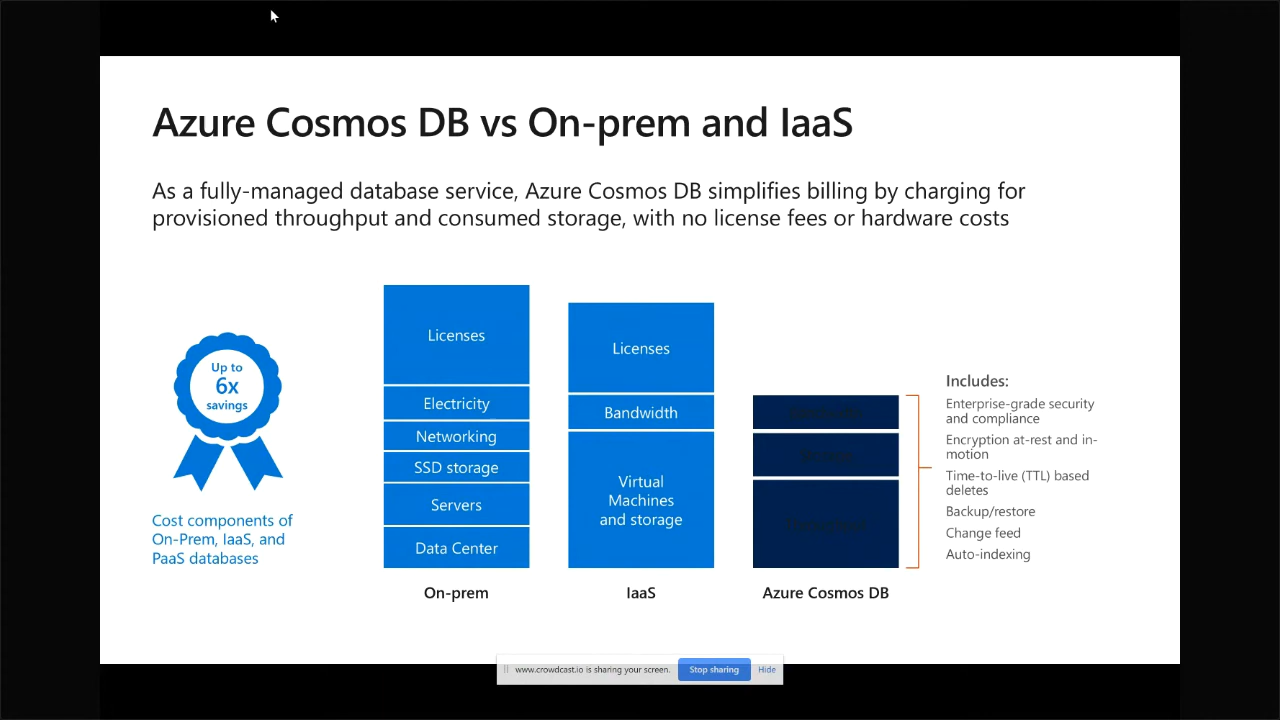 Azure Cosmos DB vs On-prem and IaaS
As a fully-managed database service, Azure Cosmos DB simplifies billing by charging for
provisioned throughput and consumed storage, with no license fees or hardware costs
Up to
6x
savings
Cost components of
On-Prem, IaaS, and
PaaS databases
Licenses
Electricity
Networking
SSD storage
Servers
Data Center
On-prem
Licenses
Bandwidth
Virtual
Machines
and storage
IaaS
Azure Cosmos DB
Includes:
Enterprise-grade security
and compliance
Encryption at-rest and in-
motion
Time-to-live (TTL) based
deletes
Backup/restore
Change feed
Auto-indexing
www.crowdcast.io is sharing your screen.
Stop sharing
Hide